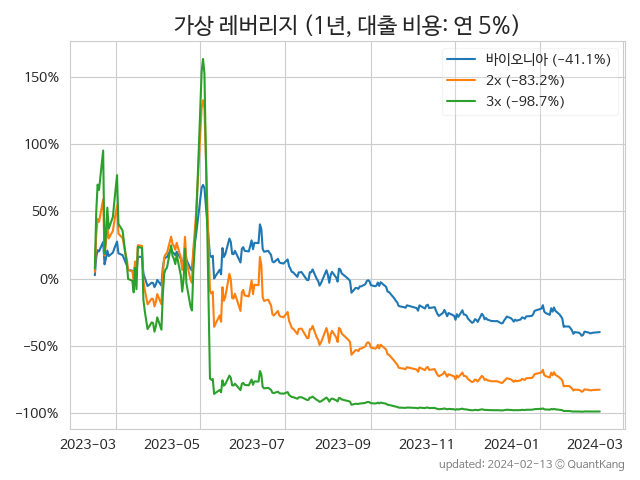 가상 레버리지 (1년, 대출 비용: 연 5%)
바이오니아 (−41.1%)
2x (−83.2%)
3x (−98.7%)
150%
100%
50%
0%
−50%
−100%
2023-03 2023-05 2023-07 2023-09 2023-11 2024-01 2024-03
updated: 2024-02-13 © QuantKang